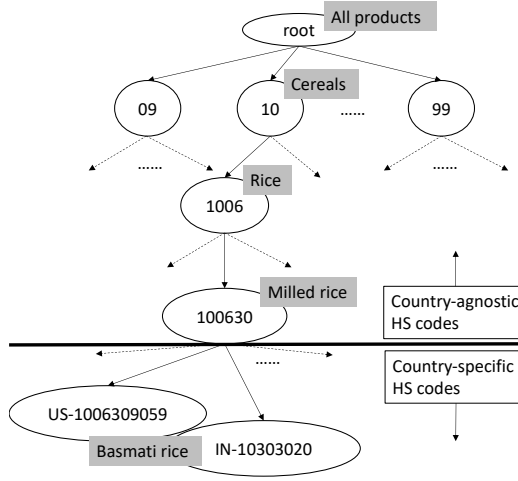 All products
root
Cereals
09
10
......
99
......
......
Rice
1006
Milled rice
100630
Country-agnostic
HS codes
......
Country-specific
HS codes
US-1006309059
Basmati rice
IN-10303020